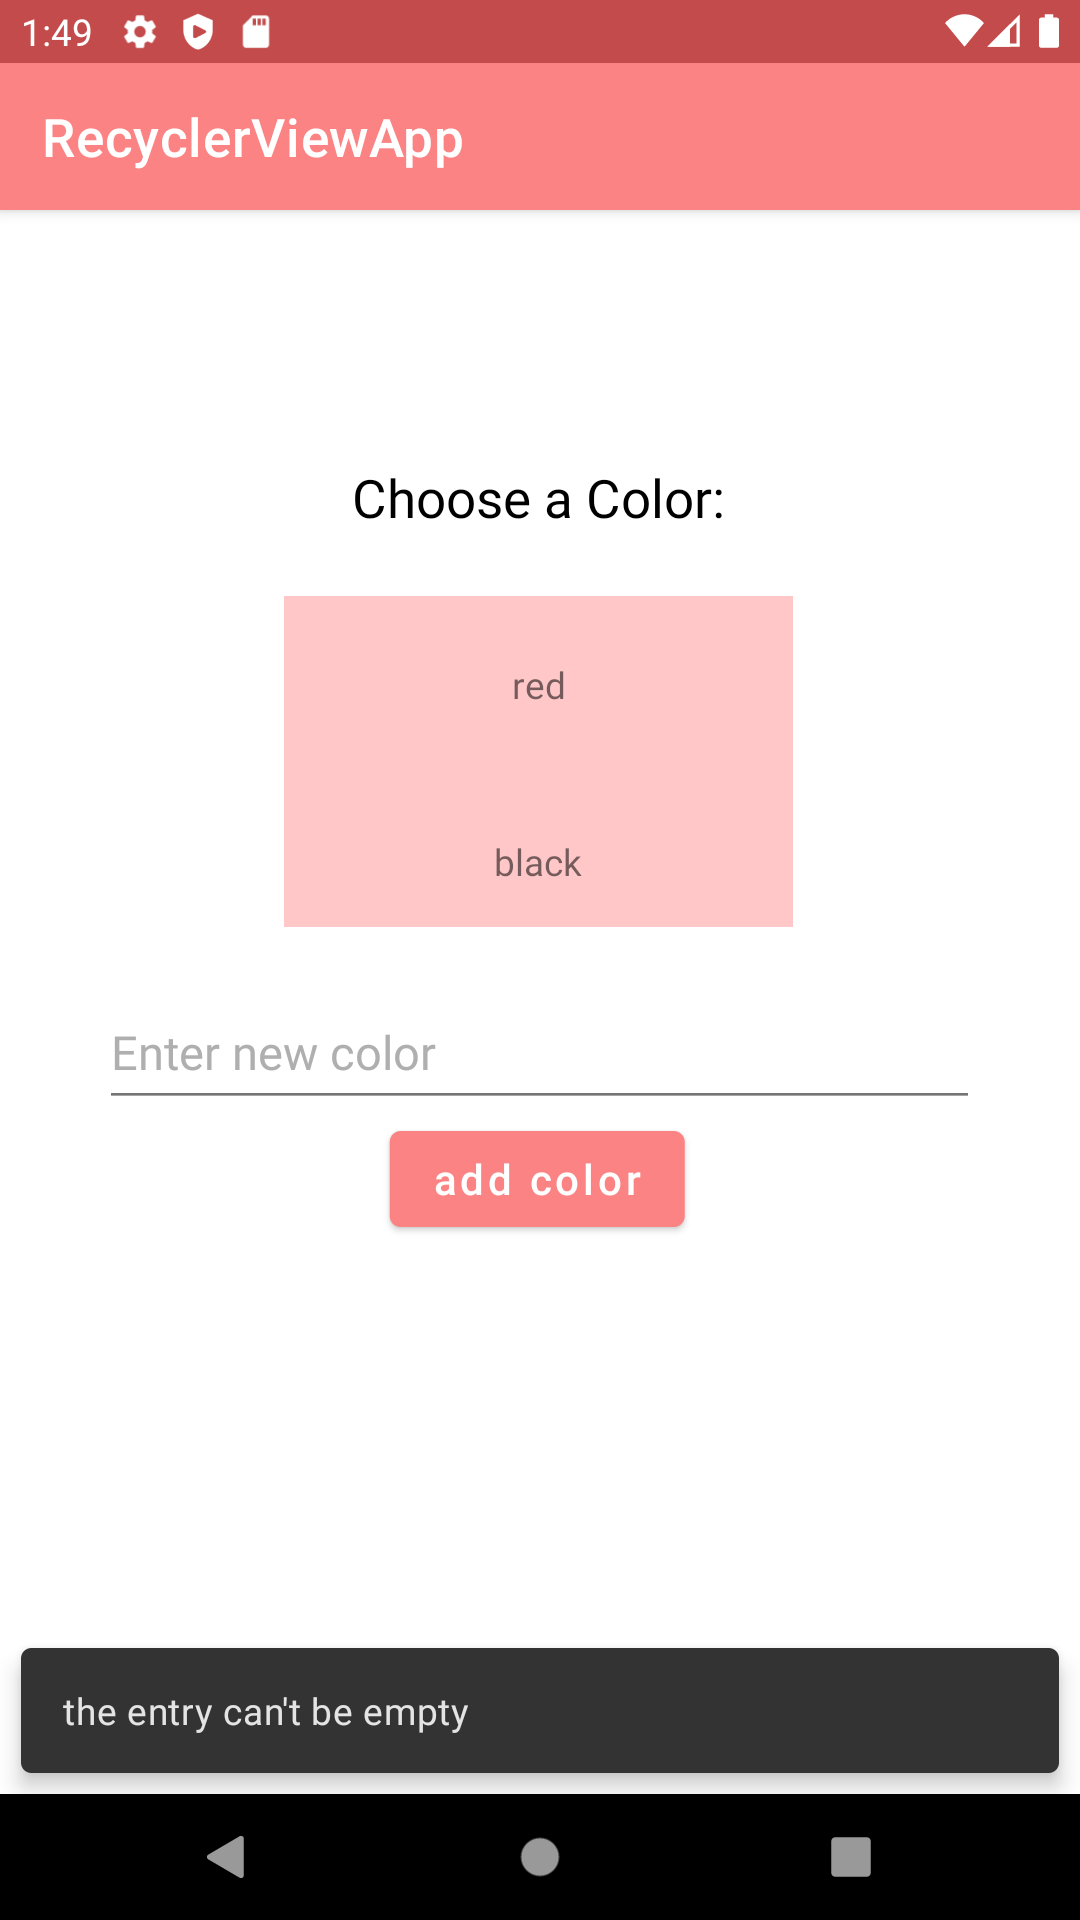 1:49
RecyclerViewApp
Choose a Color:
red
black
Enter new color
add color
the entry can't be empty